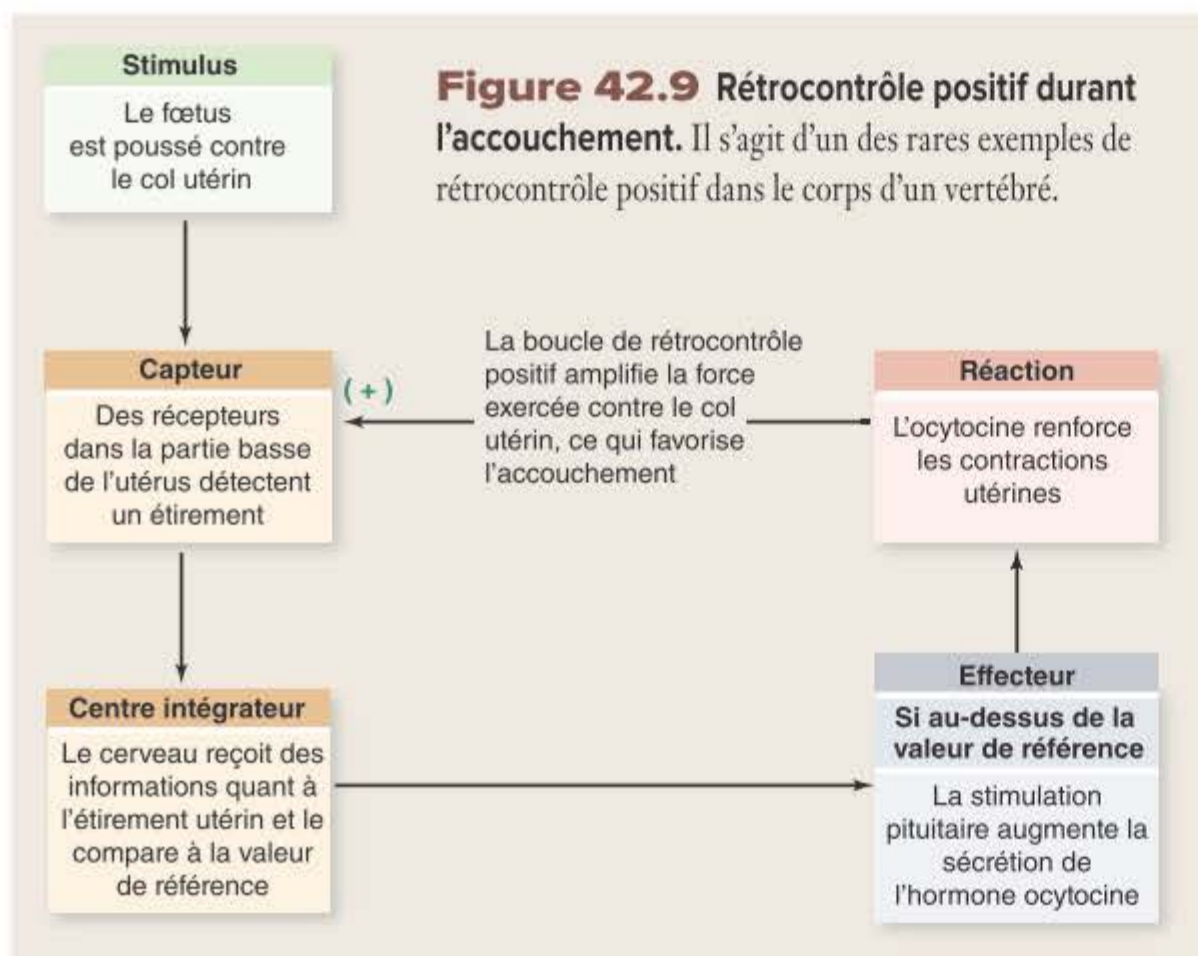 Stimulus
Le fœtus
est poussé contre
le col utérin
Figure 42.9 Rétrocontrôle positif durant
l'accouchement. Il s'agit d'un des rares exemples de
rétrocontrôle positif dans le corps d'un vertébré.
Capteur
Des récepteurs
dans la partie basse
de l'utérus détectent
un étirement
(+)
La boucle de rétrocontrôle
positif amplifie la force
exercée contre le col
utérin, ce qui favorise
l'accouchement
Réaction
L'ocytocine renforce
les contractions
utérines
Centre intégrateur
Le cerveau reçoit des
informations quant à
l'étirement utérin et le
compare à la valeur
de référence
Effecteur
Si au-dessus de la
valeur de référence
La stimulation
pituitaire augmente la
sécrétion de
l'hormone ocytocine